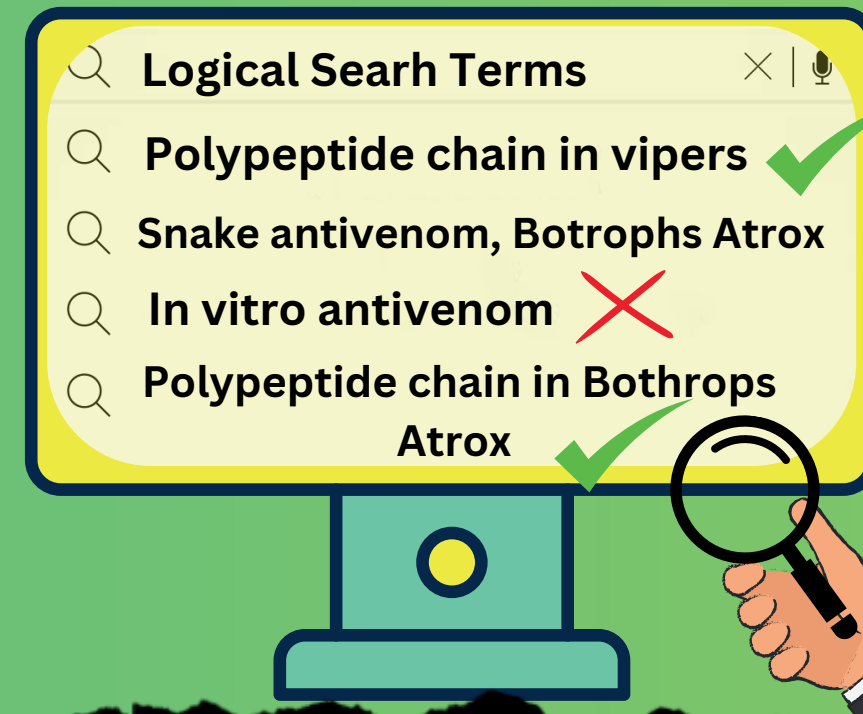 Logical Searh Terms
Polypeptide chain in vipers
Snake antivenom, Botrophs Atrox
In vitro antivenom
Polypeptide chain in Bothrops
Atrox